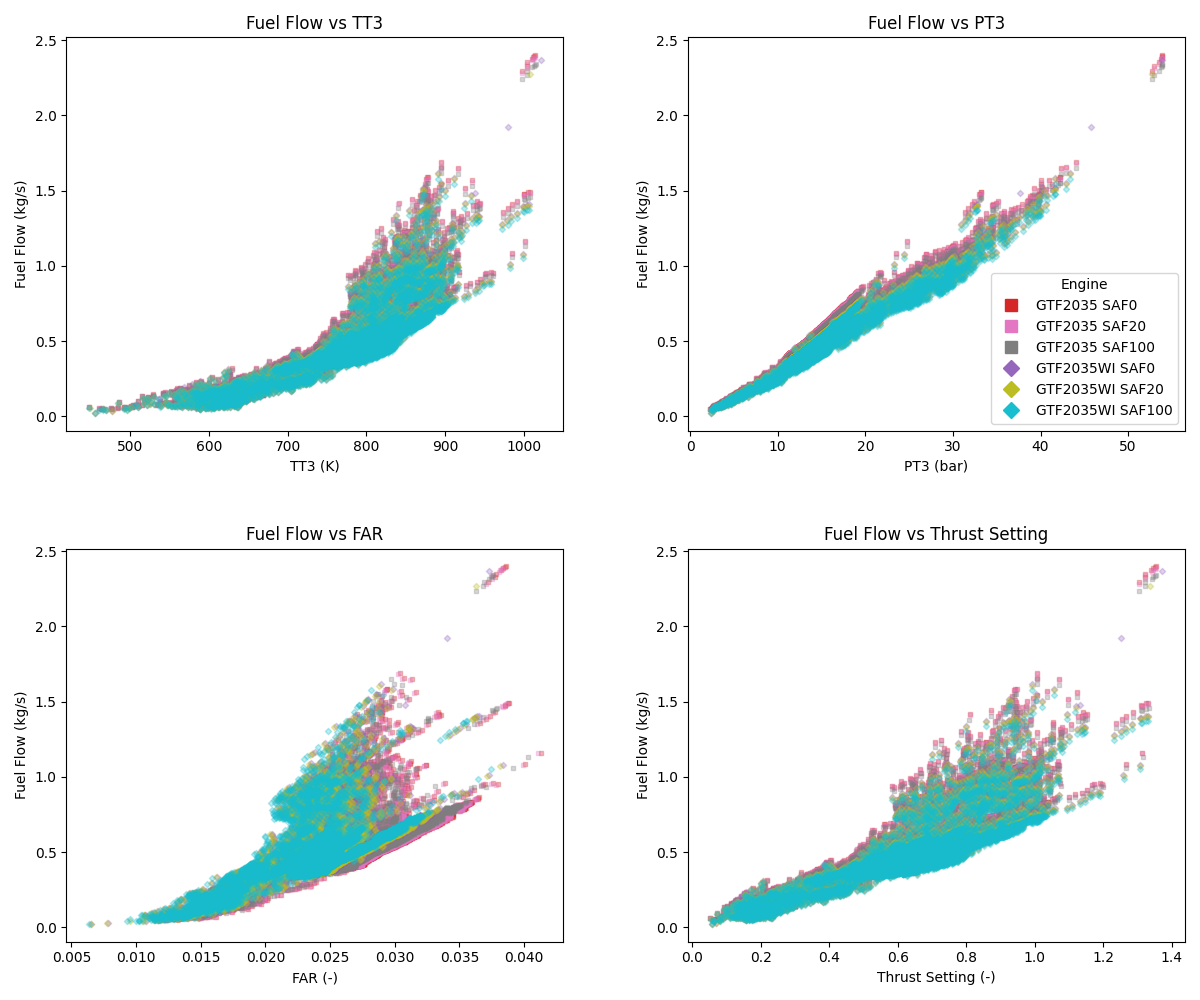 Fuel Flow vs TT3
Fuel Flow (kg/s)
2.5
2.0
1.5
1.0
0.5
0.0
500 600 700 800 900 1000
TT3 (K)
Fuel Flow vs PT3
Fuel Flow (kg/s)
2.5
2.0
1.5
1.0
0.5
0.0
0 10 20 30 40 50
PT3 (bar)
Engine
GTF2035 SAF0
GTF2035 SAF20
GTF2035 SAF100
GTF2035WI SAF0
GTF2035WI SAF20
GTF2035WI SAF100
Fuel Flow vs FAR
Fuel Flow (kg/s)
2.5
2.0
1.5
1.0
0.5
0.0
0.005 0.010 0.015 0.020 0.025 0.030 0.035 0.040
FAR (-)
Fuel Flow vs Thrust Setting
Fuel Flow (kg/s)
2.5
2.0
1.5
1.0
0.5
0.0
0.0 0.2 0.4 0.6 0.8 1.0 1.2 1.4
Thrust Setting (-)